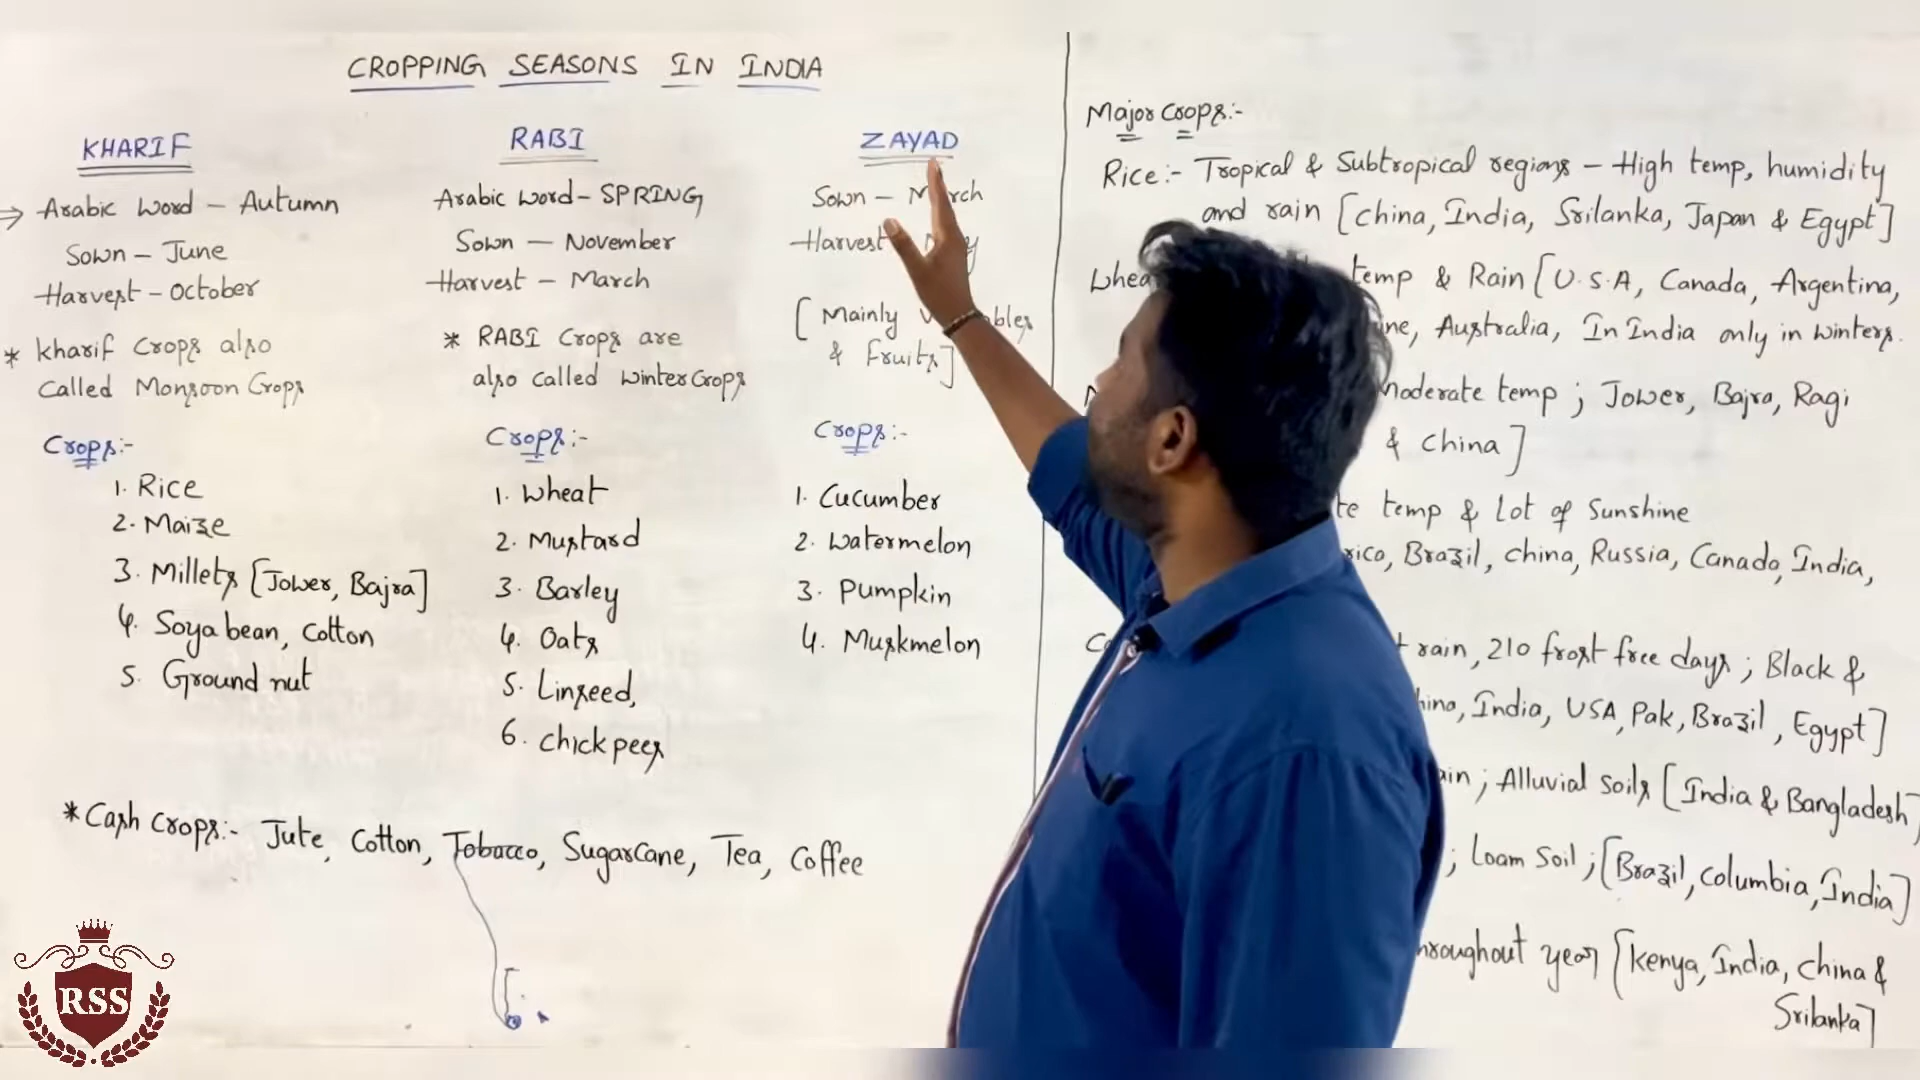 CROPPING SEASONS IN INDIA
KHARIF
⇒ Arabic word – Autumn
Sown – June
Harvest – October
* Kharif Crops also
called Monsoon Crops
Crops:-
1. Rice
2. Maize
3. Millets [Jower, Bajra]
4. Soyabean, Cotton
5. Ground nut
RABI
Arabic word – SPRING
Sown – November
Harvest – March
* RABI Crops are
also called winter Crops
Crops:-
1. Wheat
2. Mustard
3. Barley
4. Oats
5. Linseed,
6. Chickpees
ZAYAD
Sown –
Harvest
[ Mainly
& Fruits]
Crops:-
1. Cucumber
2. Watermelon
3. Pumpkin
4. Muskmelon
* Cash Crops:- Jute, Cotton, Tobacco, Sugarcane, Tea, Coffee
Major Crops:-
Rice:- Tropical & Subtropical regions – High temp, humidity
and rain [China, India, Srilanka, Japan & Egypt]
temp & Rain [U.S.A, Canada, Argentina,
Australia, In India only in winters.
moderate temp ; Jower, Bajra, Ragi
& China]
temp & lot of Sunshine
Brazil, China, Russia, Canada, India,
rain, 210 frost free days ; Black &
India, USA, Pak, Brazil, Egypt]
; Alluvial Soils [India & Bangladesh]
; Loam Soil ; [Brazil, Columbia, India]
throughout year [Kenya, India, China &
Srilanka]
RSS